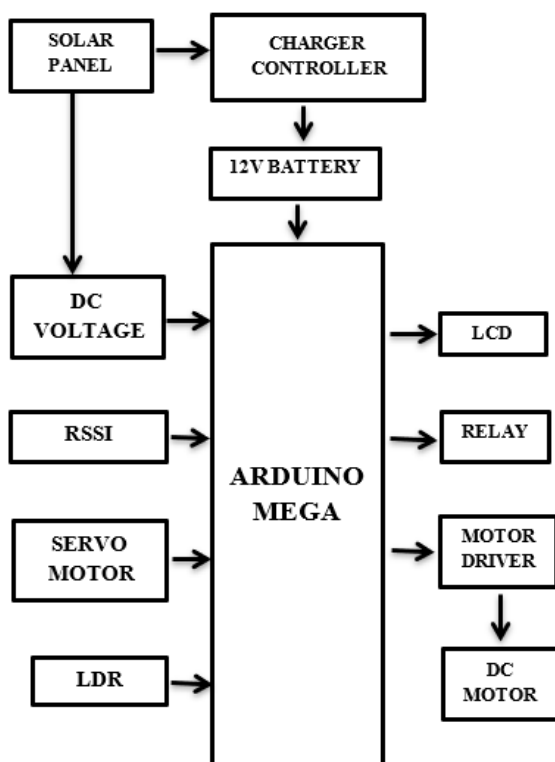 SOLAR
PANEL
CHARGER
CONTROLLER
12V BATTERY
DC
VOLTAGE
LCD
RSSI
RELAY
ARDUINO
MEGA
SERVO
MOTOR
MOTOR
DRIVER
LDR
DC
MOTOR